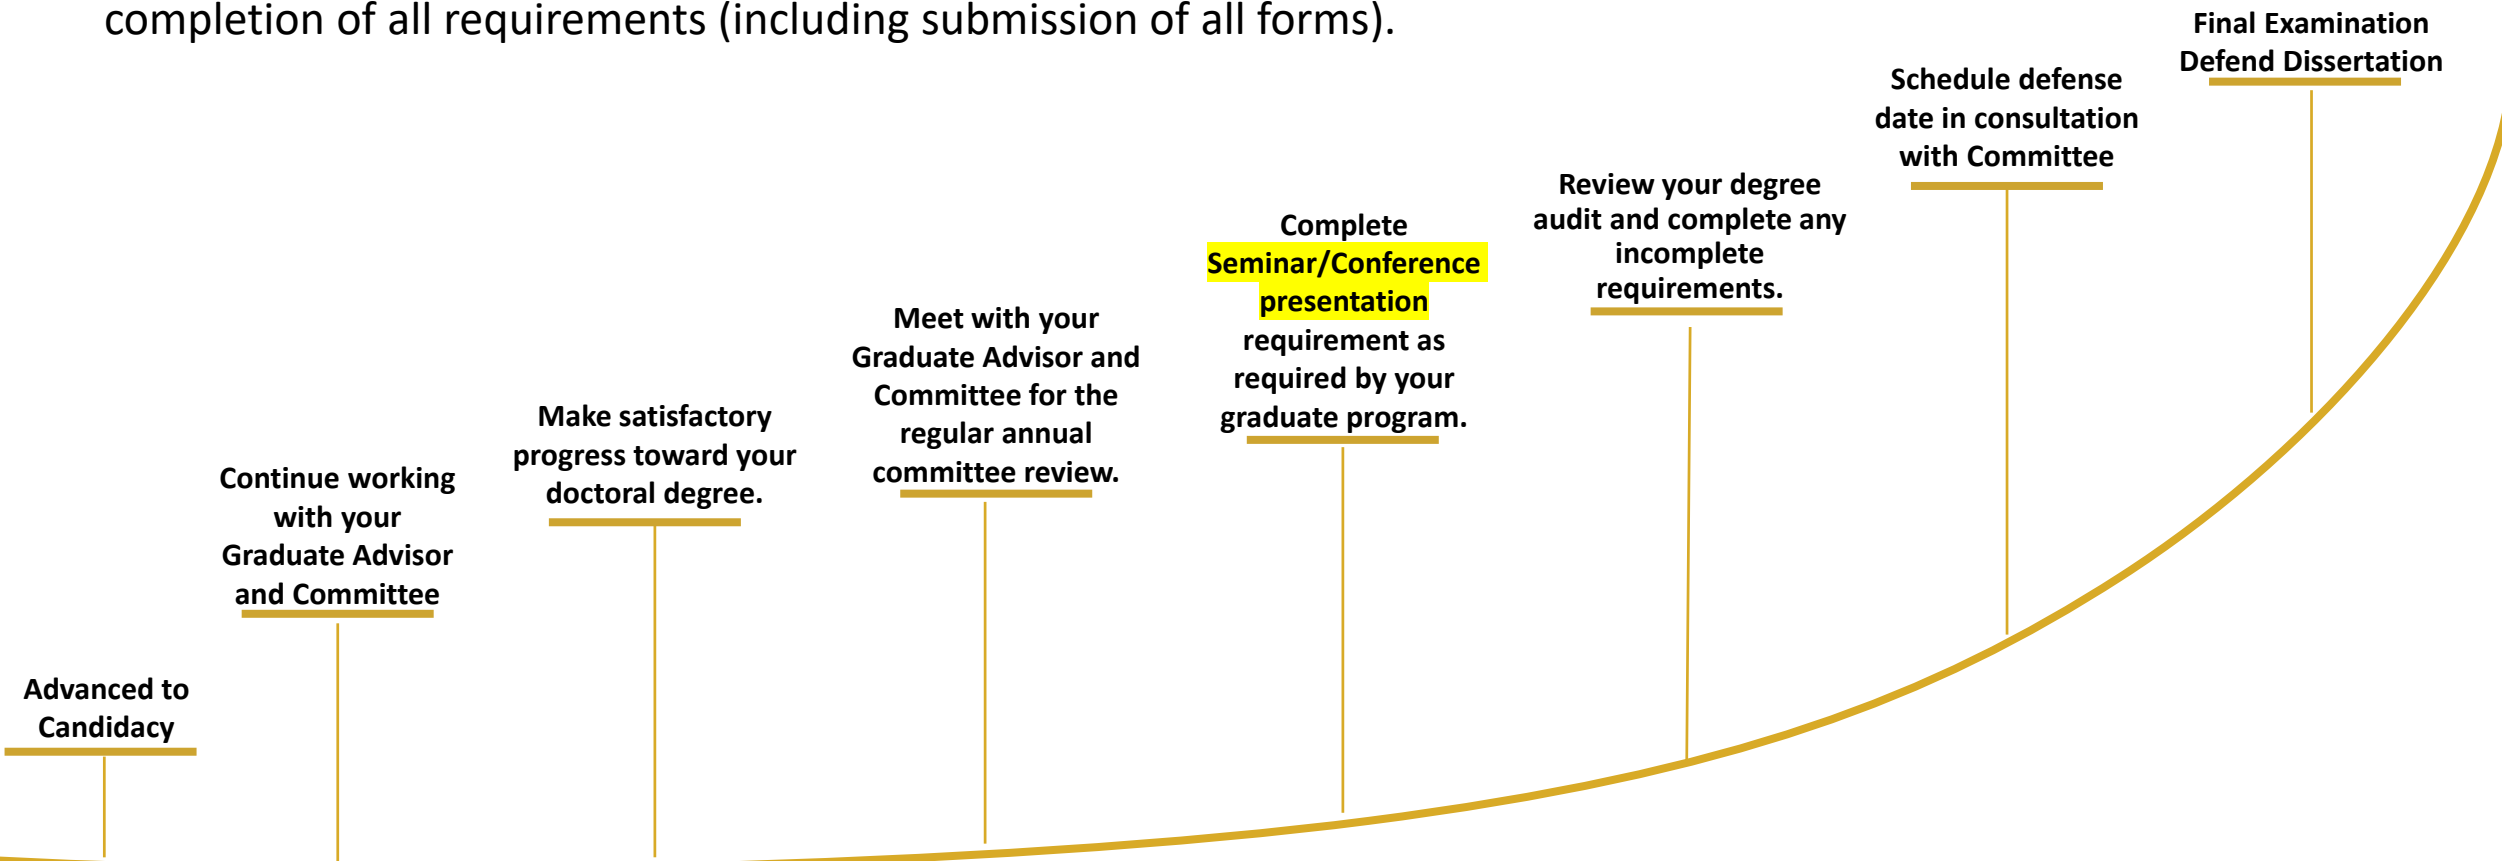 completion of all requirements (including submission of all forms).
Advanced to
Candidacy
Continue working
with your
Graduate Advisor
and Committee
Make satisfactory
progress toward your
doctoral degree.
Meet with your
Graduate Advisor and
Committee for the
regular annual
committee review.
Complete
Seminar/Conference
presentation
requirement as
required by your
graduate program.
Review your degree
audit and complete any
incomplete
requirements.
Schedule defense
date in consultation
with Committee
Final Examination
Defend Dissertation